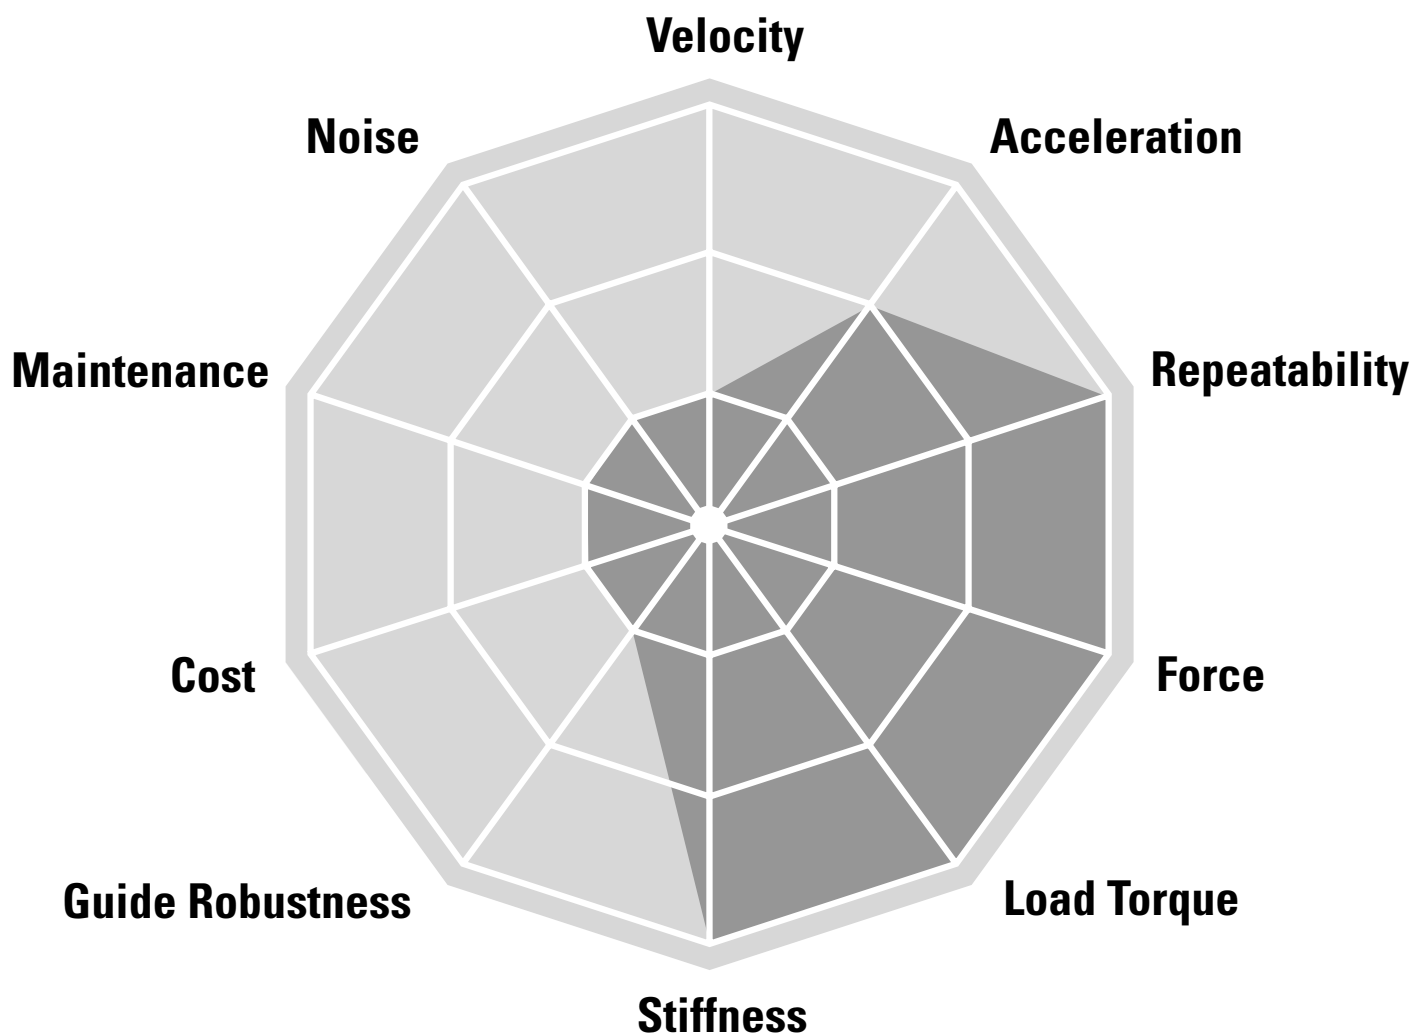 Velocity
Noise
Acceleration
Maintenance
Repeatability
Cost
Force
Guide Robustness
Load Torque
Stiffness